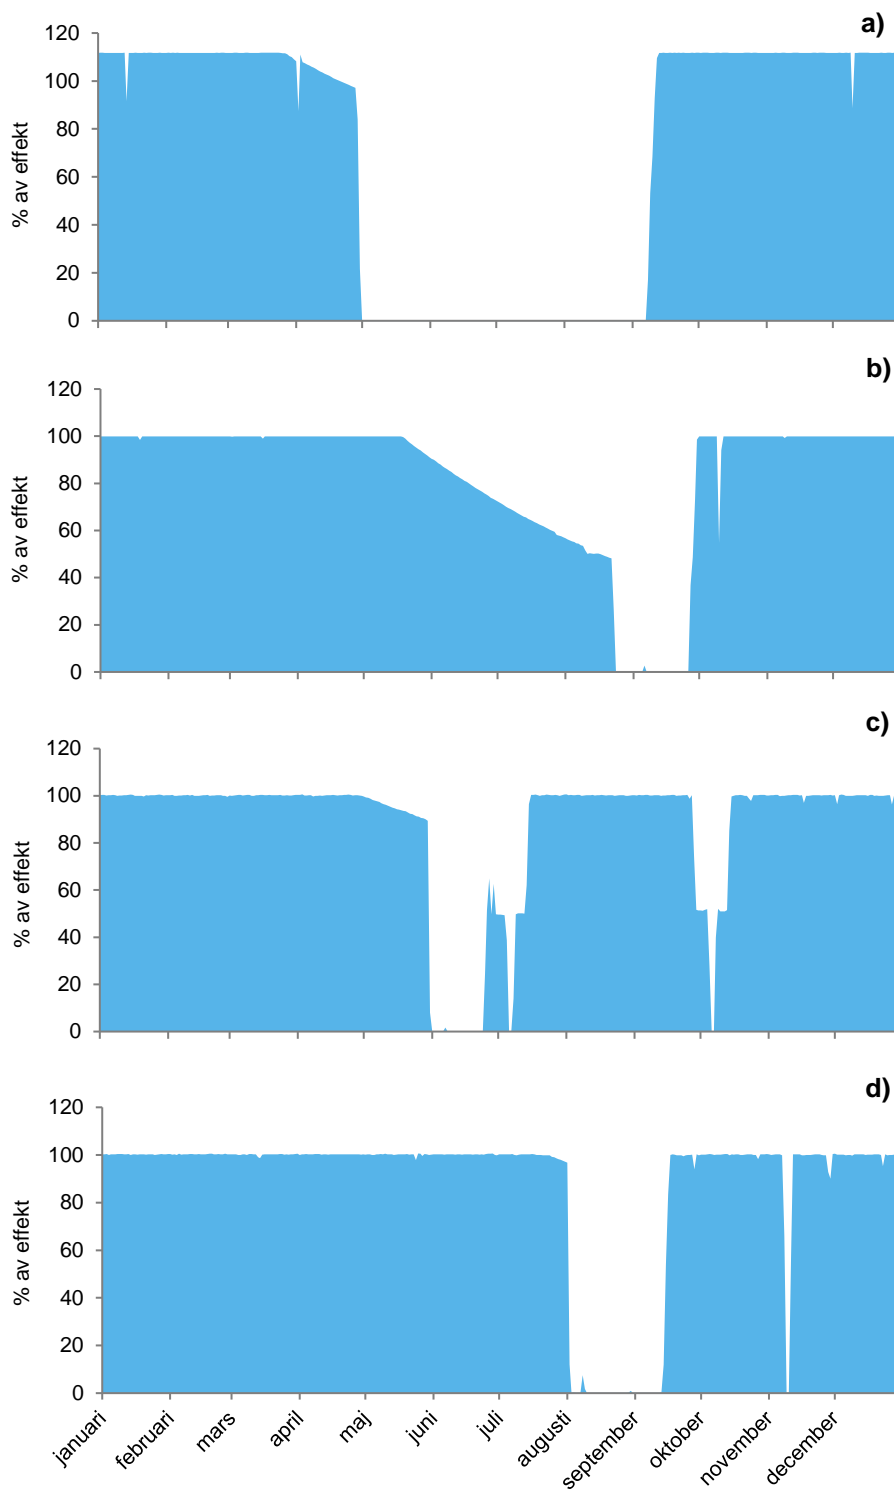 a)
120
100
80
60
40
20
0
% av effekt
b)
120
100
80
60
40
20
0
% av effekt
c)
120
100
80
60
40
20
0
% av effekt
d)
120
100
80
60
40
20
0
% av effekt
januari
februari
mars
april
maj
juni
juli
augusti
september
oktober
november
december